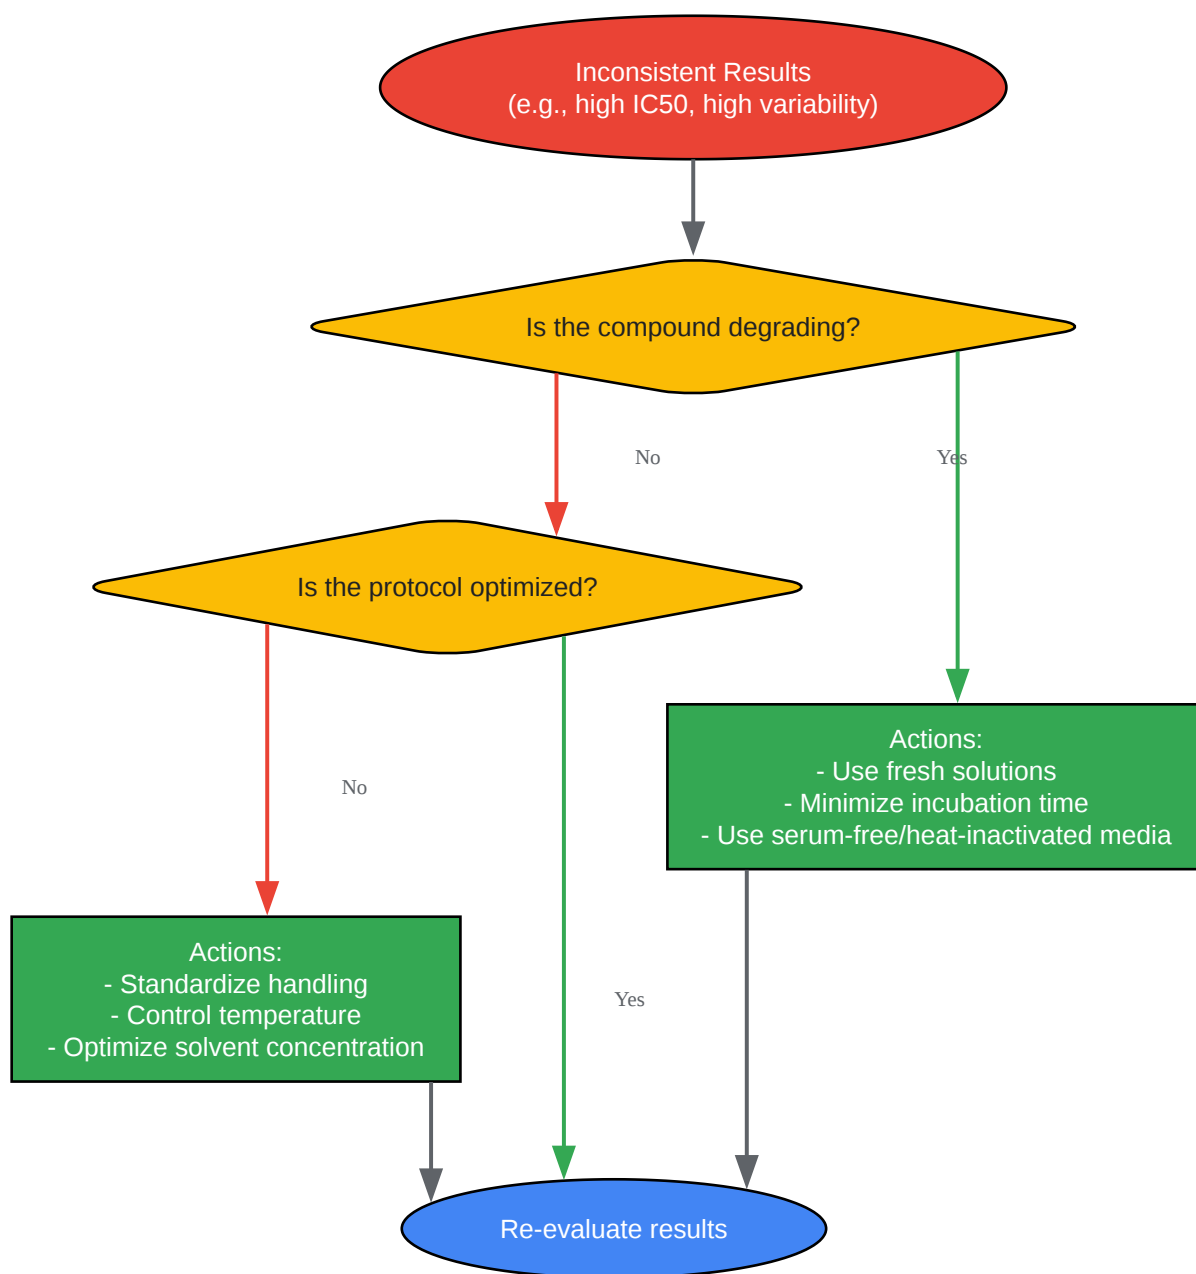 Inconsistent Results
(e.g., high IC50, high variability)
Is the compound degrading?
No
Yes
Is the protocol optimized?
Actions:
- Use fresh solutions
- Minimize incubation time
- Use serum-free/heat-inactivated media
No
Actions:
- Standardize handling
- Control temperature
- Optimize solvent concentration
Yes
Re-evaluate results